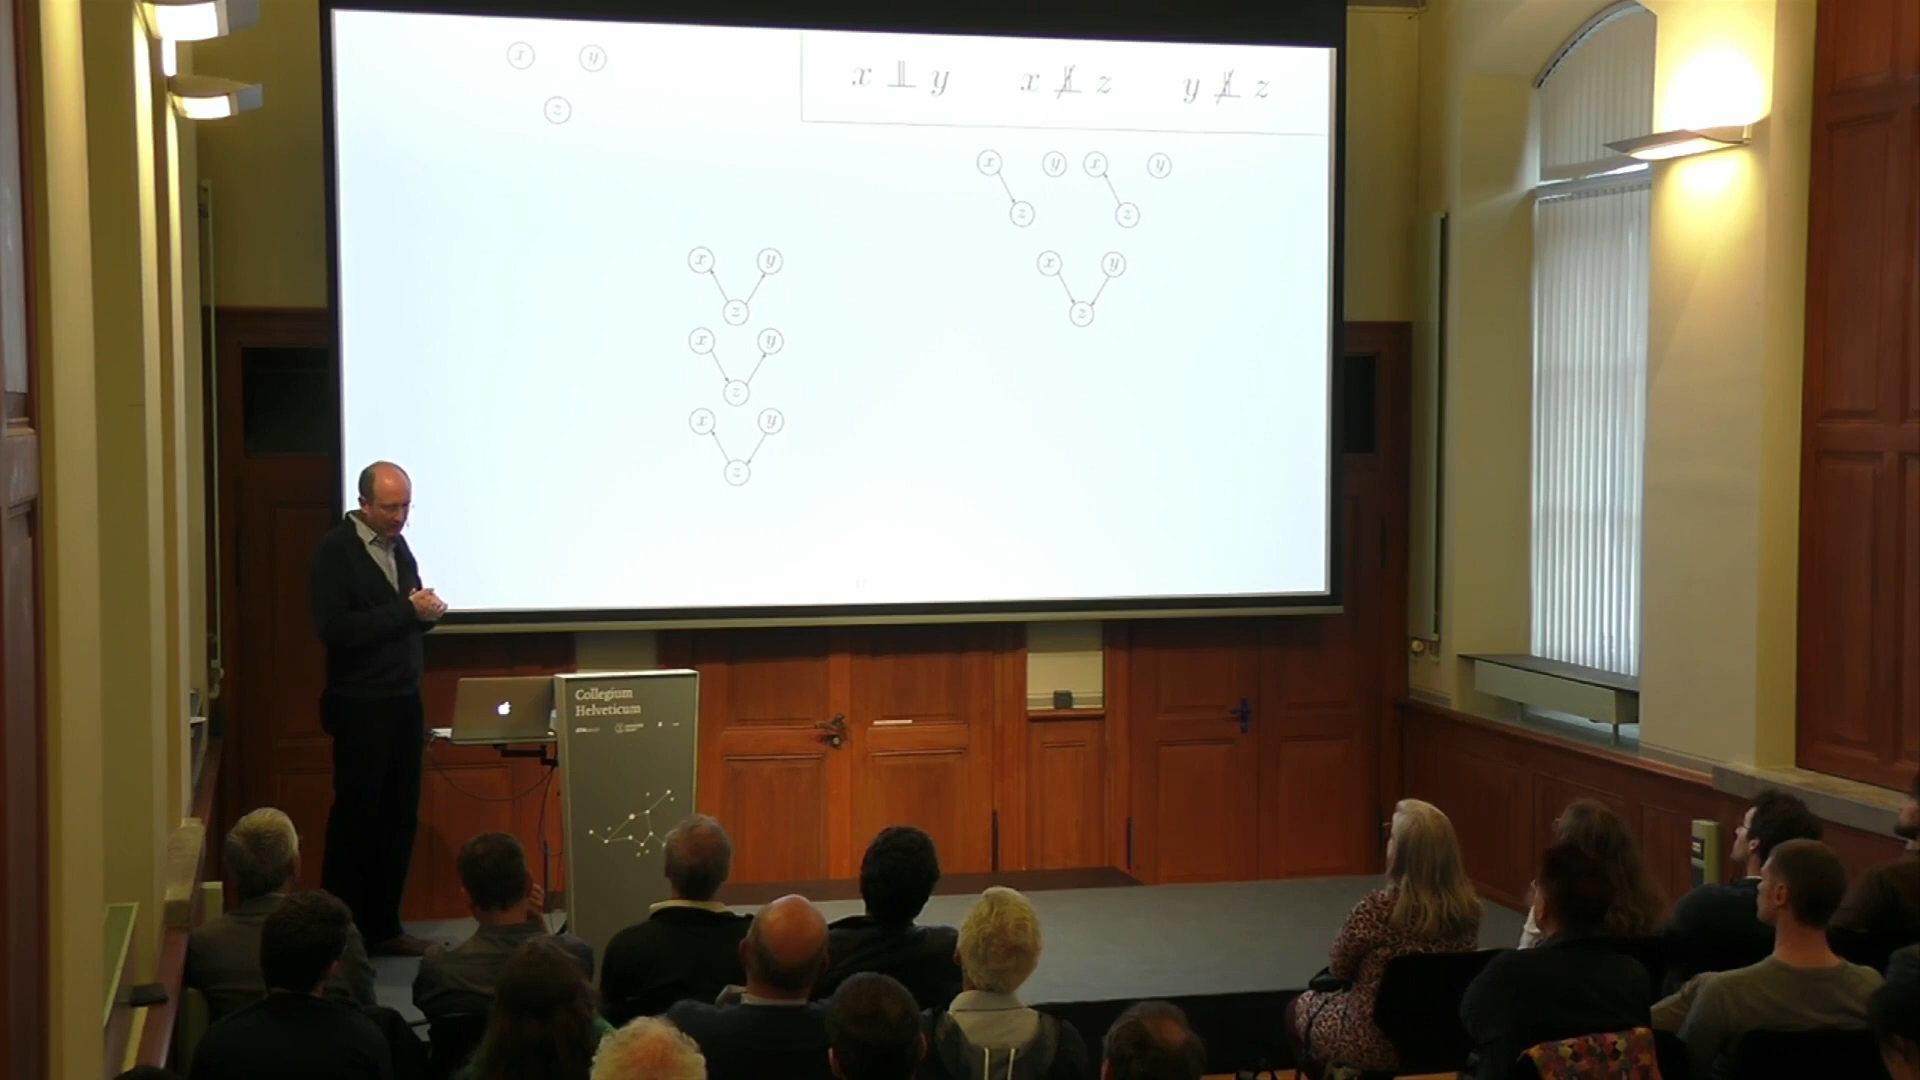 x y
z
x ⫫ y x ⫫̸ z y ⫫̸ z
x y x y
z z
x y
z
x y
z
x y
z
x y
z
Collegium
Helveticum